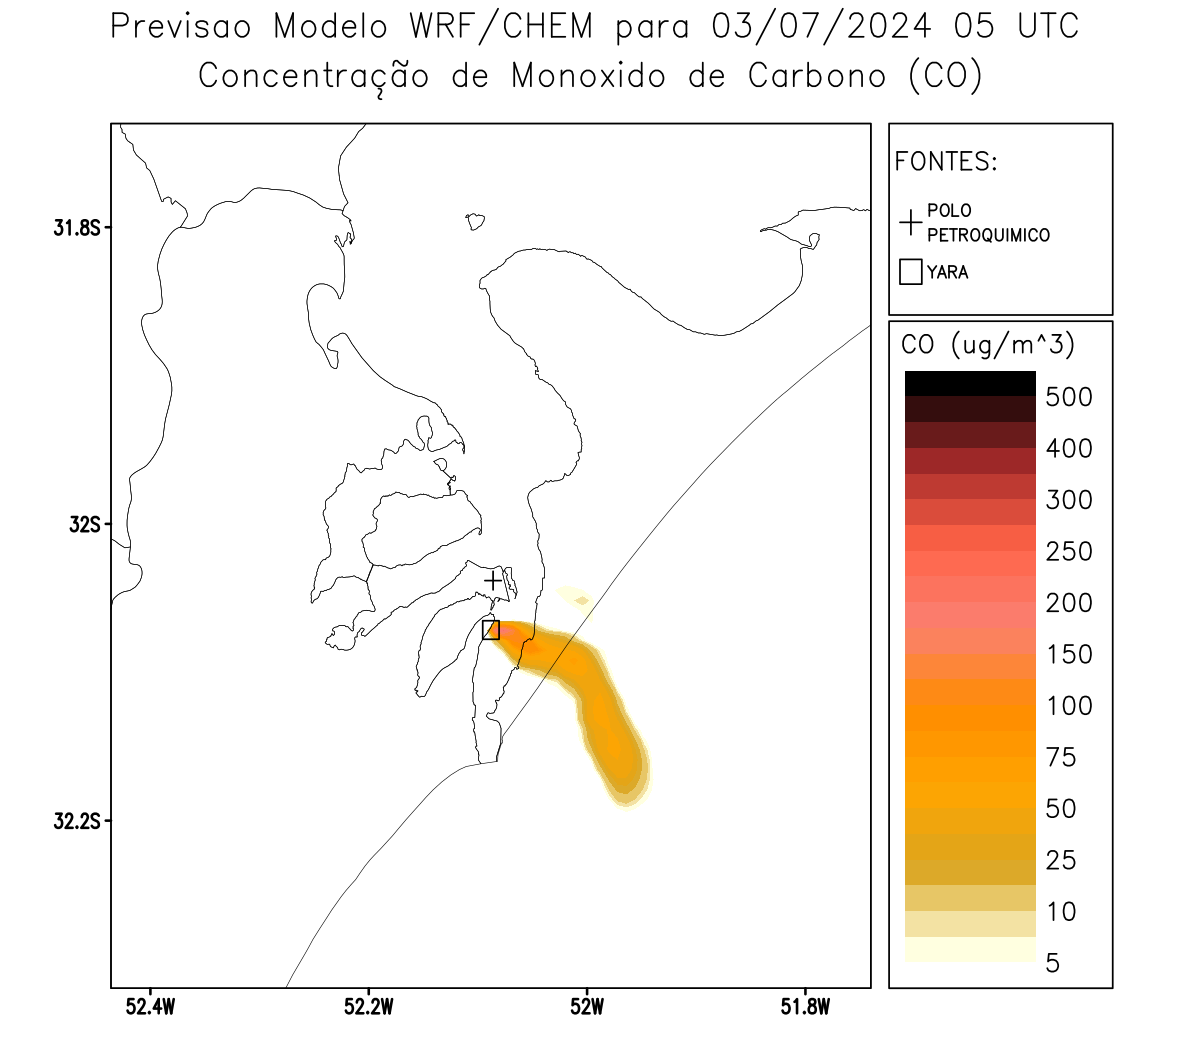 Previsao Modelo WRF/CHEM para 03/07/2024 05 UTC
Concentração de Monoxido de Carbono (CO)
FONTES:
POLO
PETROQUIMICO
YARA
CO (ug/m^3)
500
400
300
250
200
150
100
75
50
25
10
5
31.8S
32S
32.2S
52.4W
52.2W
52W
51.8W